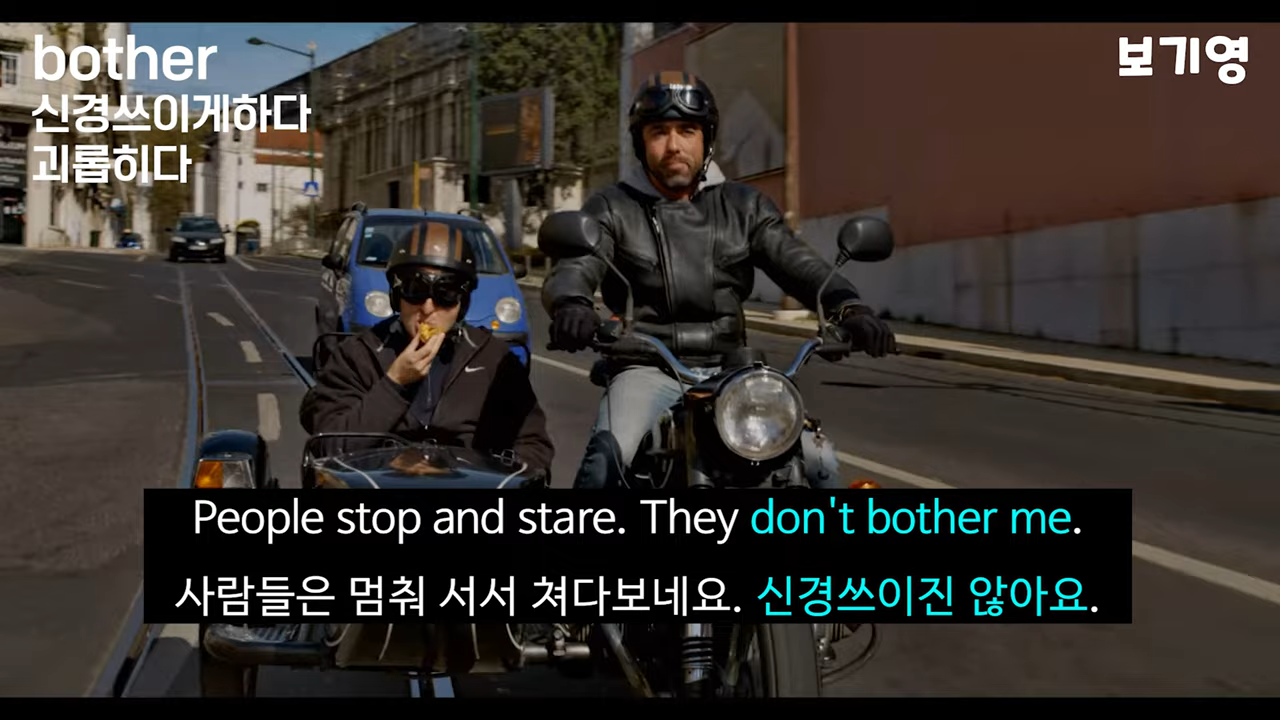 bother
신경쓰이게하다
괴롭히다
보기영
People stop and stare. They don't bother me.
사람들은 멈춰 서서 쳐다보네요. 신경쓰이진 않아요.